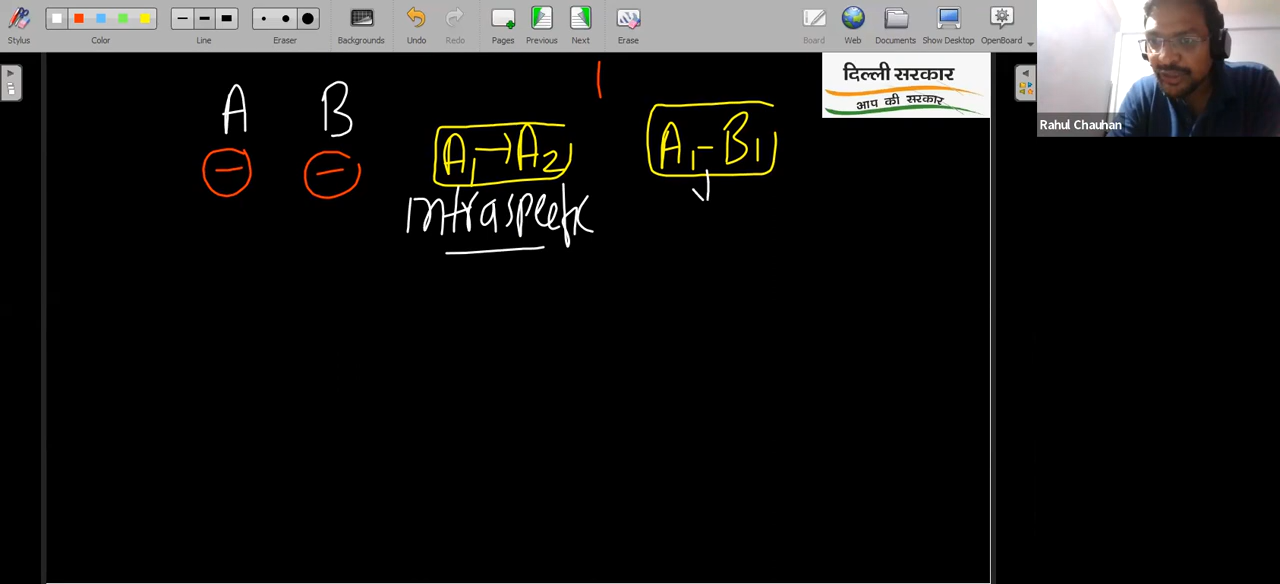 Stylus
Color
Line
Eraser
Backgrounds
Undo
Redo
Pages
Previous
Next
Erase
Board
Web
Documents
Show Desktop
OpenBoard
Rahul Chauhan
दिल्ली सरकार
आप की सरकार
A B
A₁→A₂
A₁-B₁